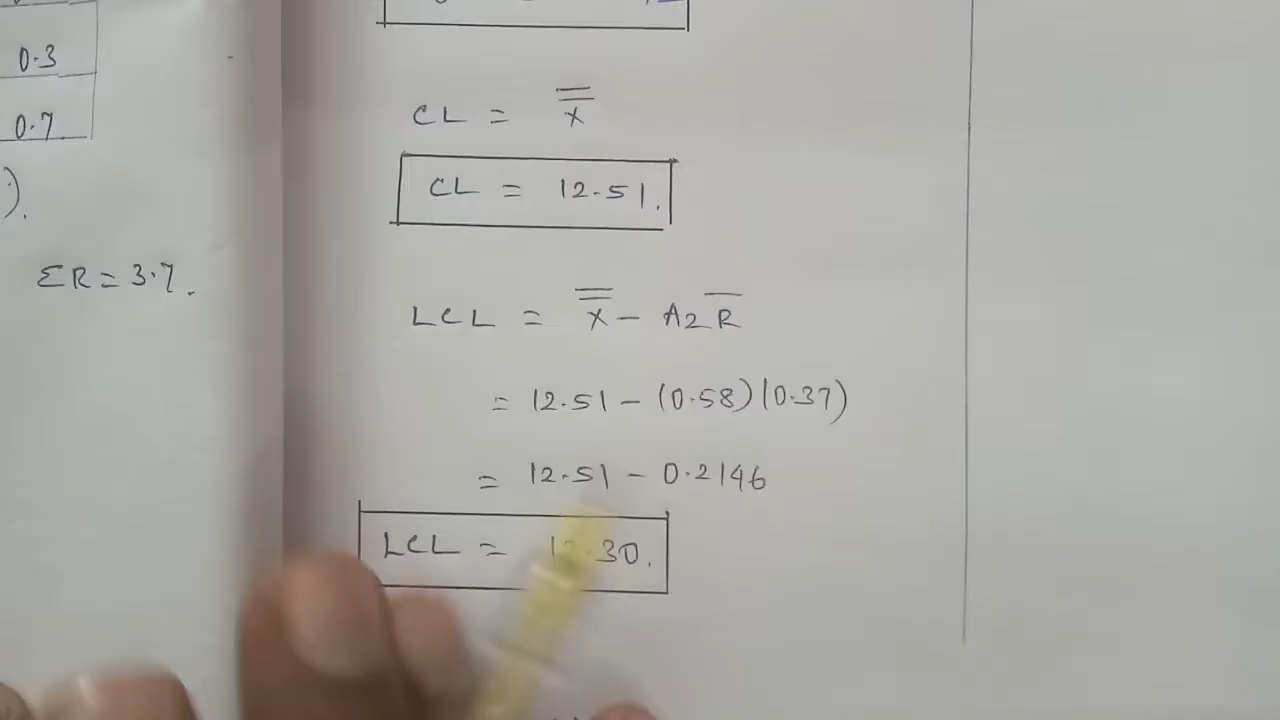 0.3
0.7
).
ΣR = 3.7.
CL = X̿
CL = 12.51.
LCL = X̿ - A2 R̅
= 12.51 - (0.58)(0.37)
= 12.51 - 0.2146
LCL = 12.30.